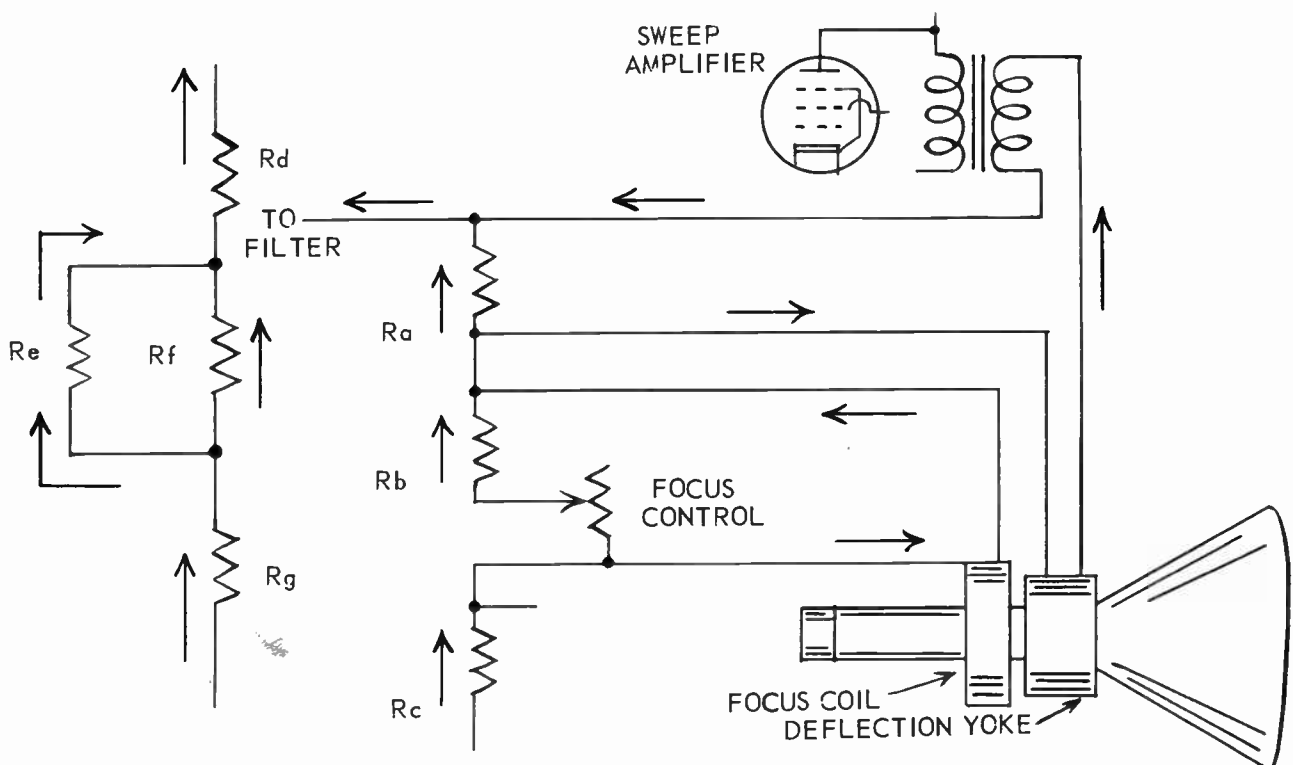 SWEEP
AMPLIFIER
Rd
TO
FILTER
Ra
Re
Rf
Rb
FOCUS
CONTROL
Rg
Rc
FOCUS COIL
DEFLECTION YOKE